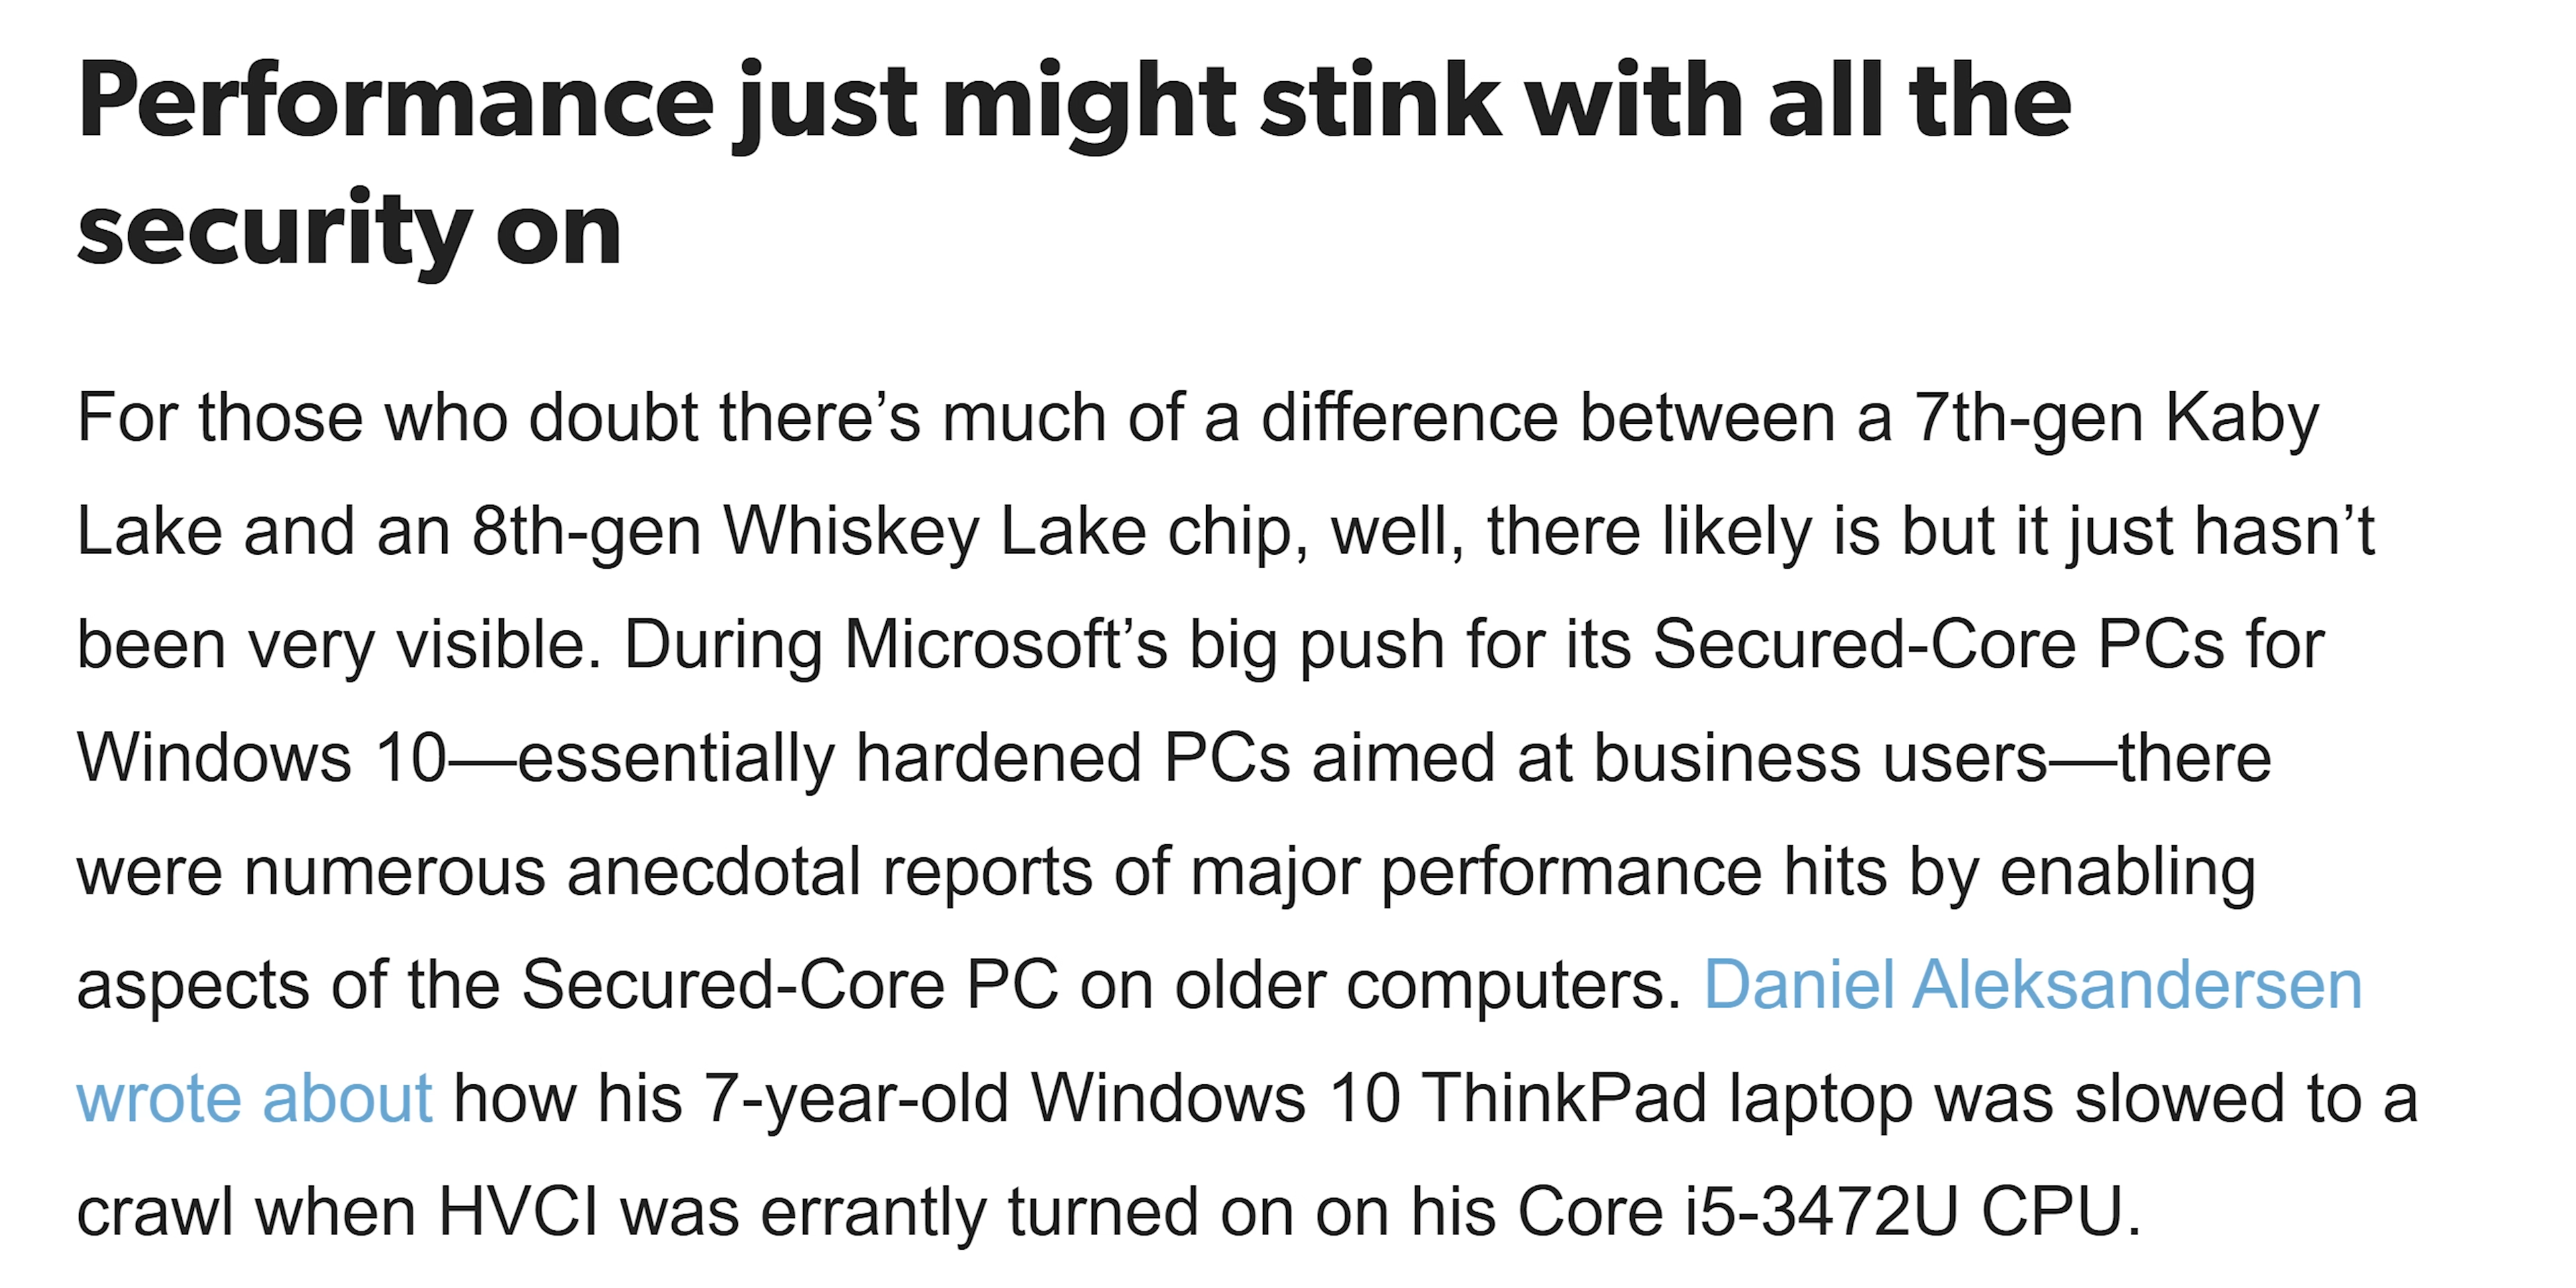 Performance just might stink with all the
security on
For those who doubt there’s much of a difference between a 7th-gen Kaby
Lake and an 8th-gen Whiskey Lake chip, well, there likely is but it just hasn’t
been very visible. During Microsoft’s big push for its Secured-Core PCs for
Windows 10—essentially hardened PCs aimed at business users—there
were numerous anecdotal reports of major performance hits by enabling
aspects of the Secured-Core PC on older computers. Daniel Aleksandersen
wrote about how his 7-year-old Windows 10 ThinkPad laptop was slowed to a
crawl when HVCI was errantly turned on on his Core i5-3472U CPU.